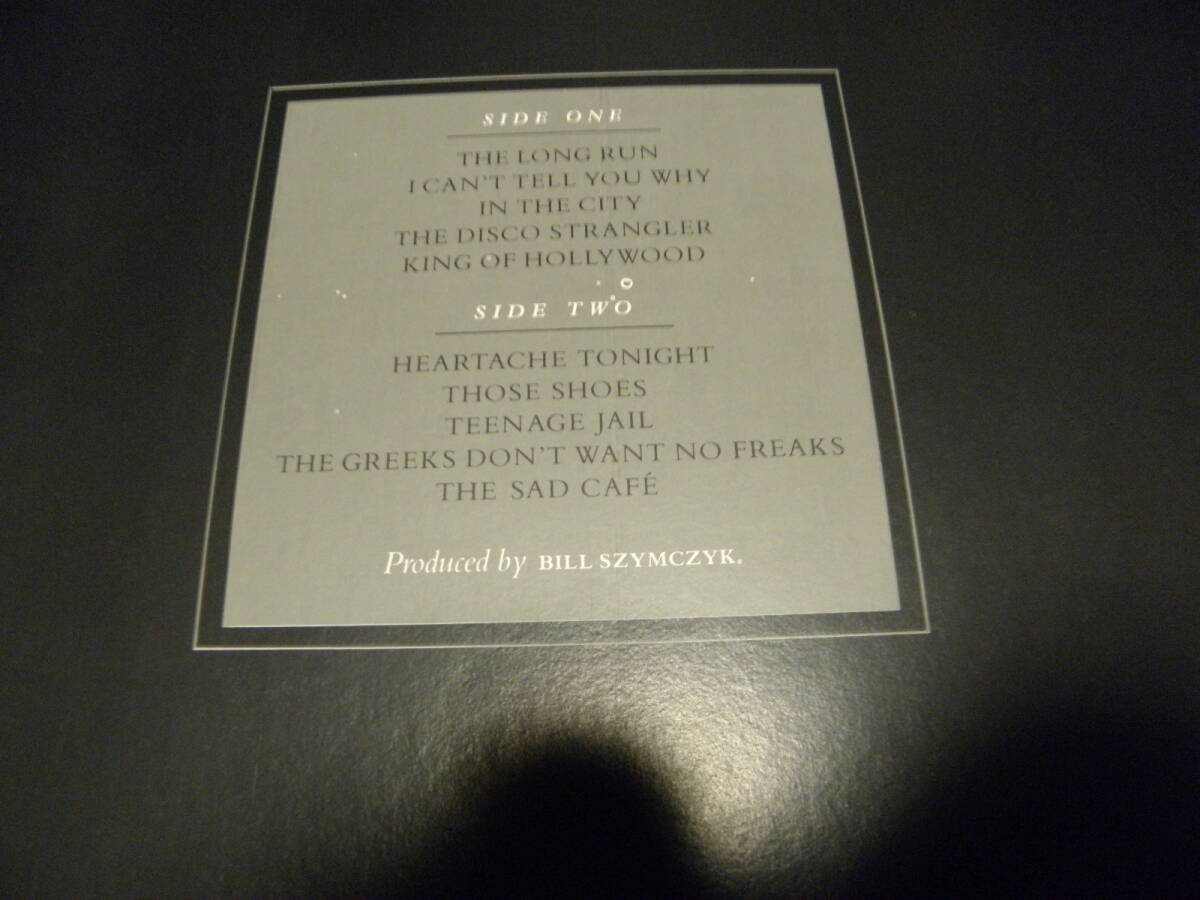 SIDE ONE
THE LONG RUN
I CAN'T TELL YOU WHY
IN THE CITY
THE DISCO STRANGLER
KING OF HOLLYWOOD
SIDE TWO
HEARTACHE TONIGHT
THOSE SHOES
TEENAGE JAIL
THE GREEKS DON'T WANT NO FREAKS
THE SAD CAFÉ
Produced by BILL SZYMCZYK.